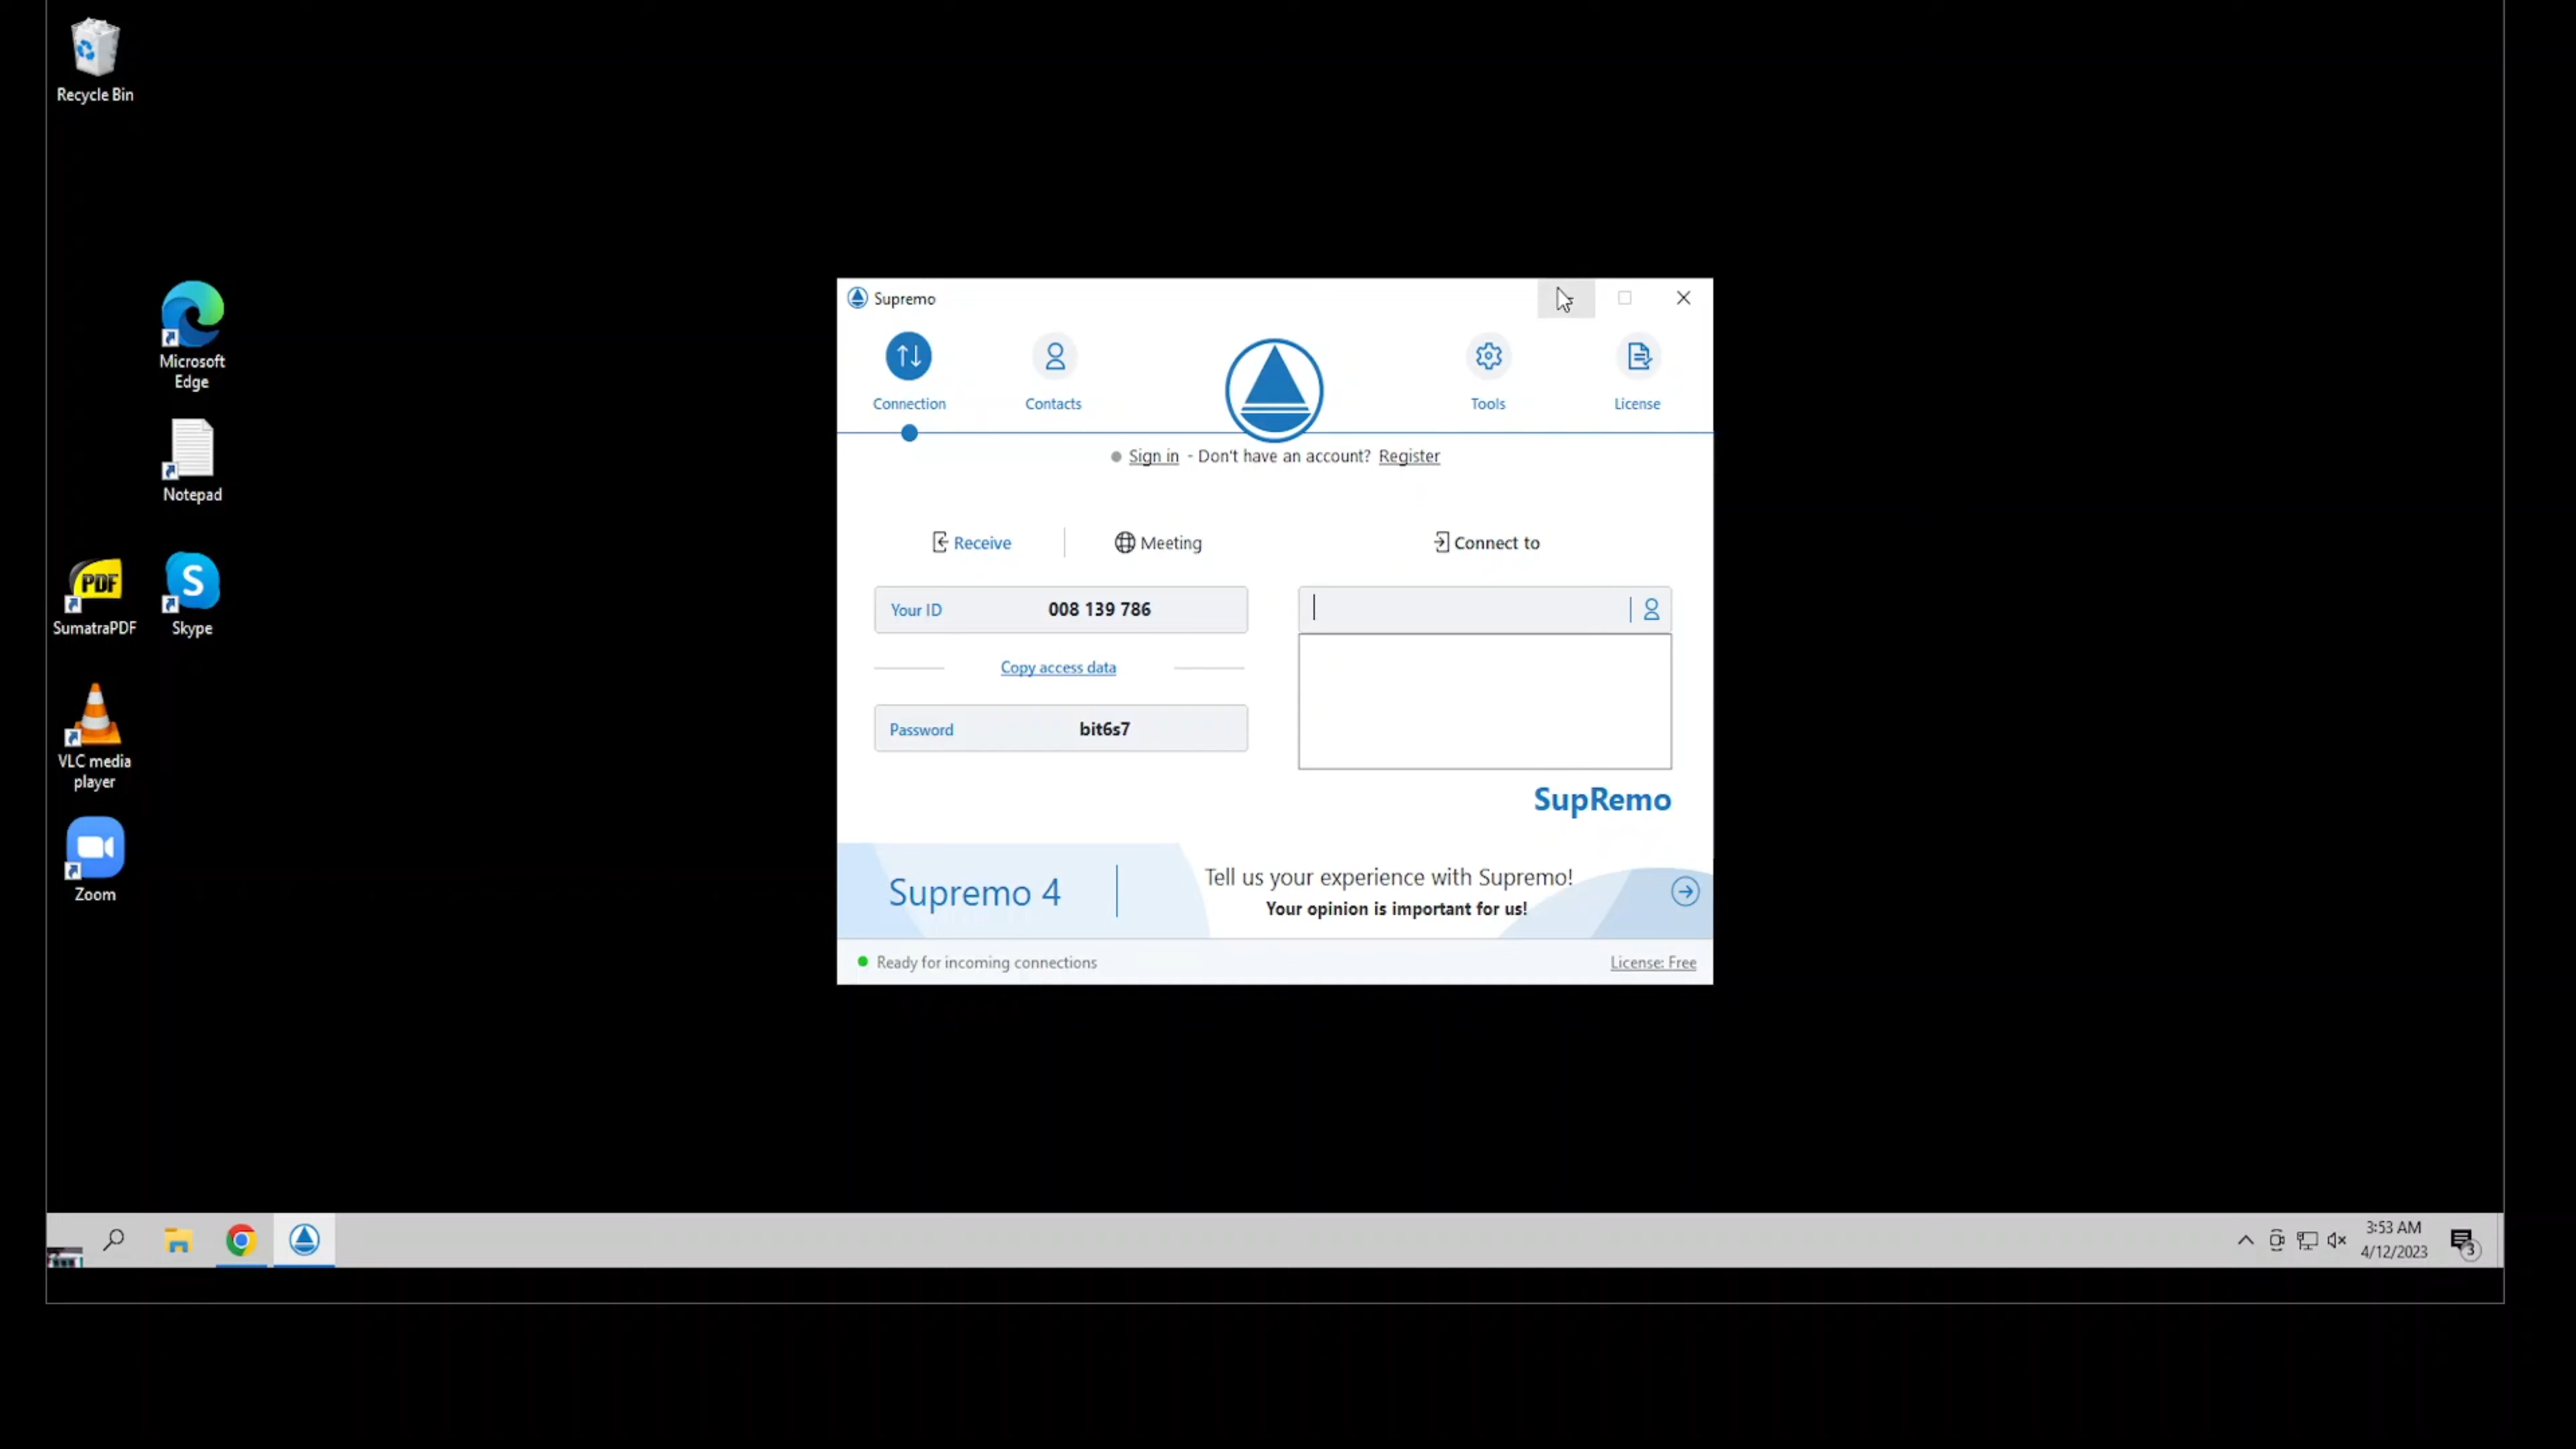 Recycle Bin
Microsoft
Edge
Notepad
SumatraPDF
Skype
VLC media
player
Zoom
Supremo
Connection
Contacts
Tools
License
Sign in - Don't have an account? Register
Receive
Meeting
Connect to
Your ID 008 139 786
Copy access data
Password bit6s7
SupRemo
Supremo 4
Tell us your experience with Supremo!
Your opinion is important for us!
Ready for incoming connections
License: Free
PDF
S
3:53 AM
4/12/2023
3